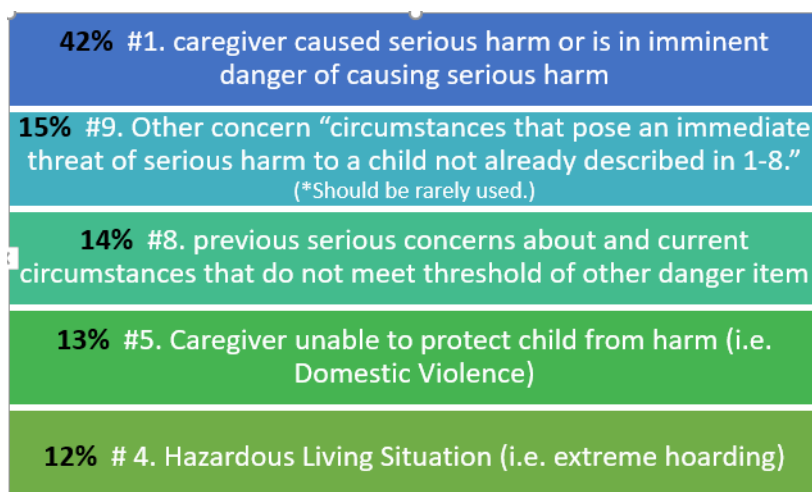 42% #1. caregiver caused serious harm or is in imminent
danger of causing serious harm
15% #9. Other concern “circumstances that pose an immediate
threat of serious harm to a child not already described in 1-8.”
(*Should be rarely used.)
14% #8. previous serious concerns about and current
circumstances that do not meet threshold of other danger item
13% #5. Caregiver unable to protect child from harm (i.e.
Domestic Violence)
12% # 4. Hazardous Living Situation (i.e. extreme hoarding)